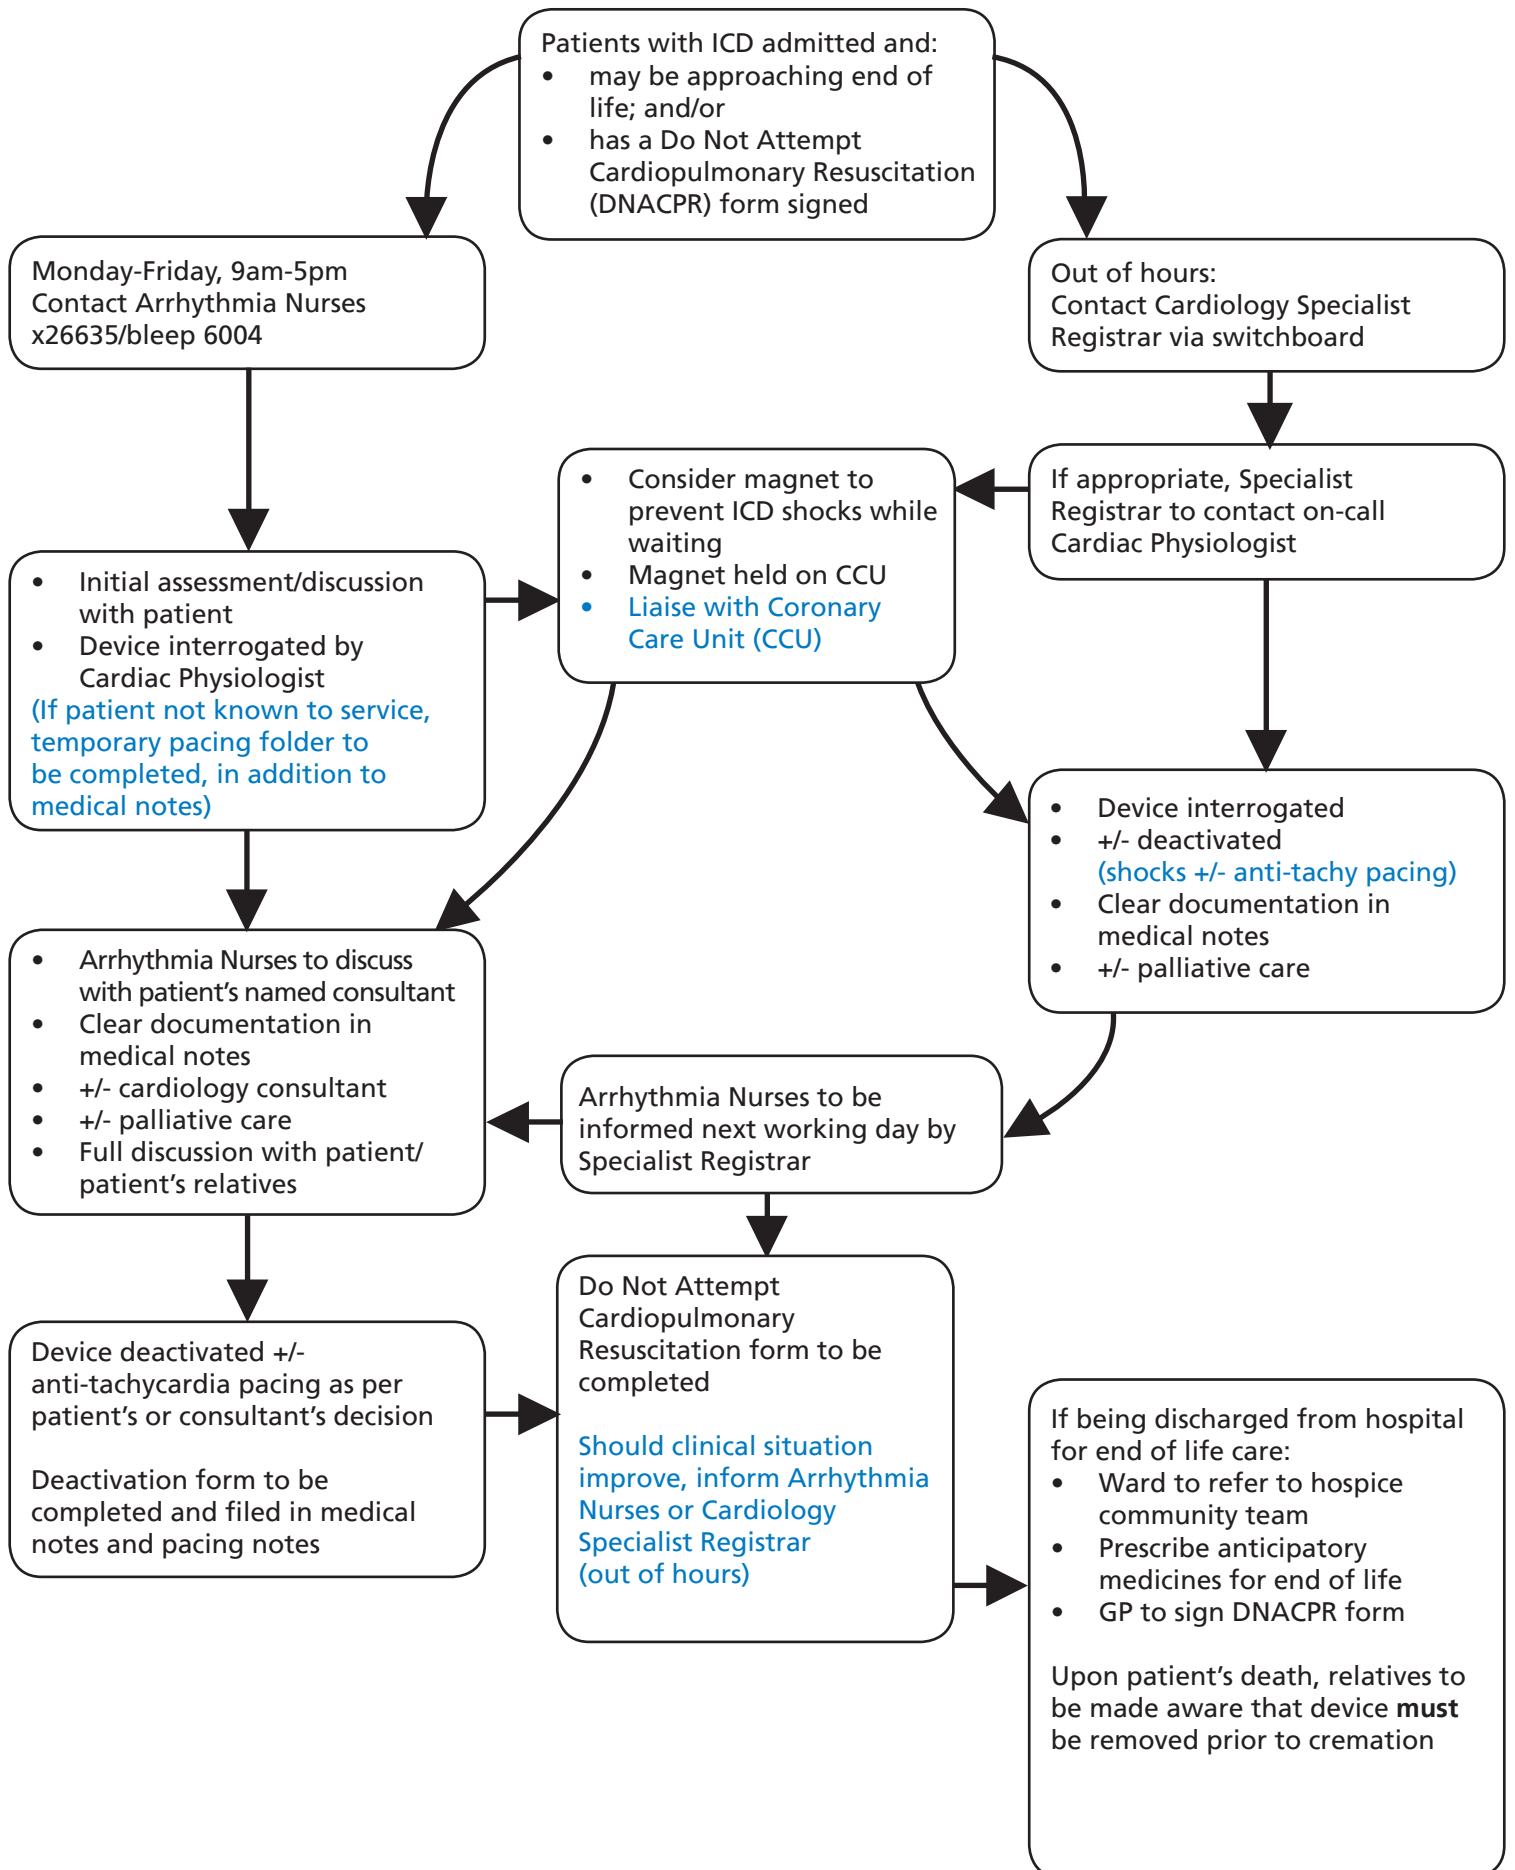 Patients with ICD admitted and:
• may be approaching end of
life; and/or
• has a Do Not Attempt
Cardiopulmonary Resuscitation
(DNACPR) form signed
Monday-Friday, 9am-5pm
Contact Arrhythmia Nurses
x26635/bleep 6004
Out of hours:
Contact Cardiology Specialist
Registrar via switchboard
• Consider magnet to
prevent ICD shocks while
waiting
• Magnet held on CCU
• Liaise with Coronary
Care Unit (CCU)
If appropriate, Specialist
Registrar to contact on-call
Cardiac Physiologist
• Initial assessment/discussion
with patient
• Device interrogated by
Cardiac Physiologist
(If patient not known to service,
temporary pacing folder to
be completed, in addition to
medical notes)
• Device interrogated
• +/- deactivated
(shocks +/- anti-tachy pacing)
• Clear documentation in
medical notes
• +/- palliative care
• Arrhythmia Nurses to discuss
with patient’s named consultant
• Clear documentation in
medical notes
• +/- cardiology consultant
• +/- palliative care
• Full discussion with patient/
patient’s relatives
Arrhythmia Nurses to be
informed next working day by
Specialist Registrar
Device deactivated +/-
anti-tachycardia pacing as per
patient’s or consultant’s decision
Deactivation form to be
completed and filed in medical
notes and pacing notes
Do Not Attempt
Cardiopulmonary
Resuscitation form to be
completed
Should clinical situation
improve, inform Arrhythmia
Nurses or Cardiology
Specialist Registrar
(out of hours)
If being discharged from hospital
for end of life care:
• Ward to refer to hospice
community team
• Prescribe anticipatory
medicines for end of life
• GP to sign DNACPR form
Upon patient’s death, relatives to
be made aware that device must
be removed prior to cremation